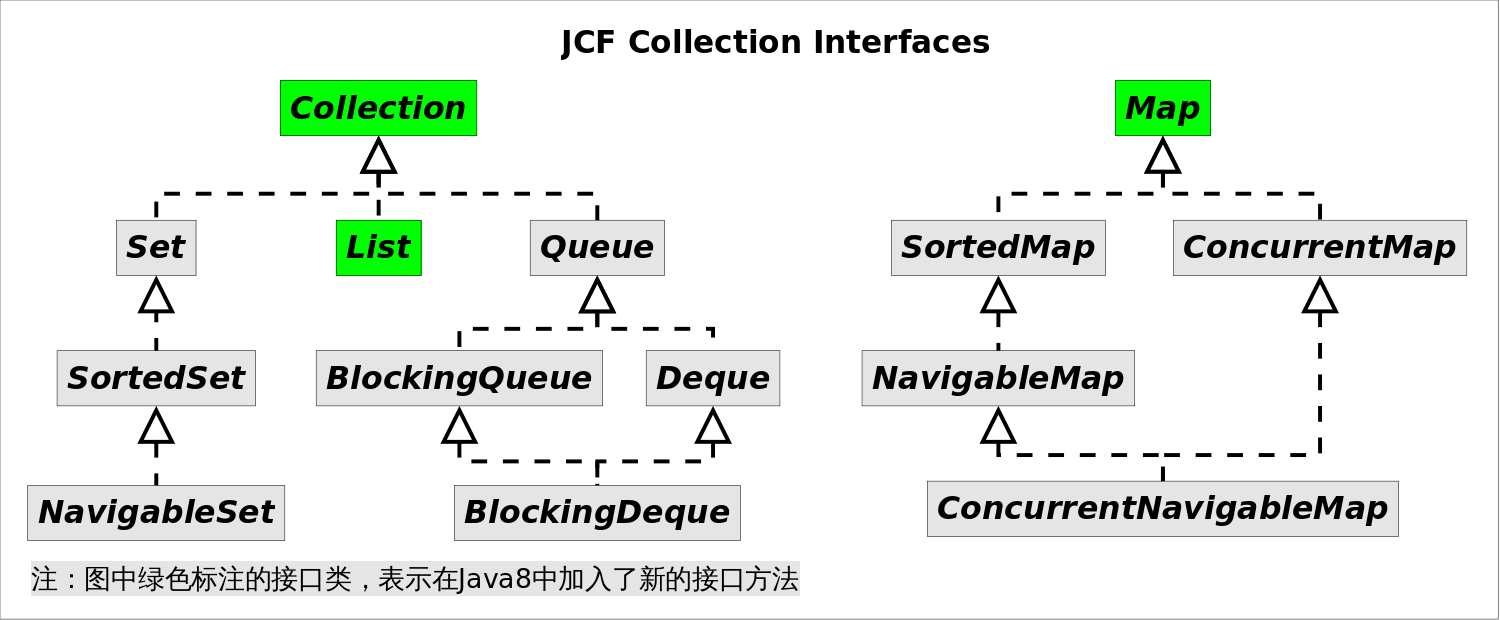 JCF Collection Interfaces
Collection
Map
Set
List
Queue
SortedMap
ConcurrentMap
SortedSet
BlockingQueue
Deque
NavigableMap
NavigableSet
BlockingDeque
ConcurrentNavigableMap
注：图中绿色标注的接口类，表示在Java8中加入了新的接口方法